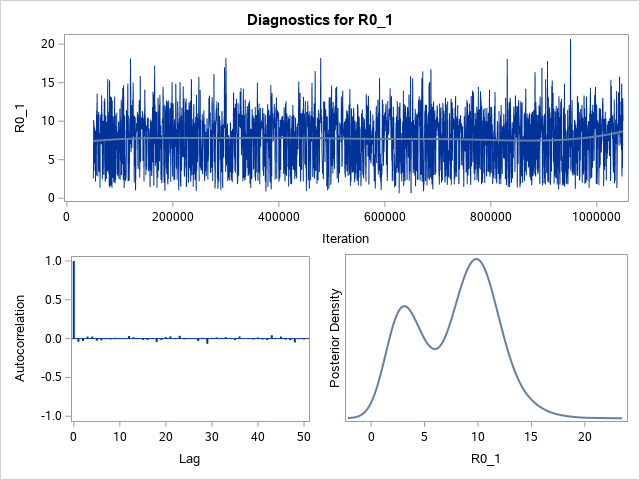 Diagnostics for R0_1
R0_1
20
15
10
5
0
0 200000 400000 600000 800000 1000000
Iteration
Autocorrelation
1.0
0.5
0.0
-0.5
-1.0
0 10 20 30 40 50
Lag
Posterior Density
0 5 10 15 20
R0_1